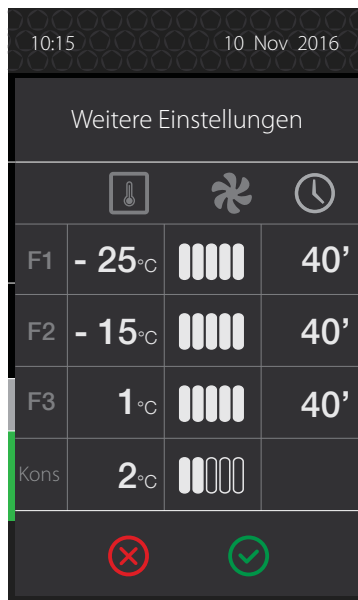 10:15 10 Nov 2016
Weitere Einstellungen
F1 - 25°C 40’
F2 - 15°C 40’
F3 1°C 40’
Kons 2°C